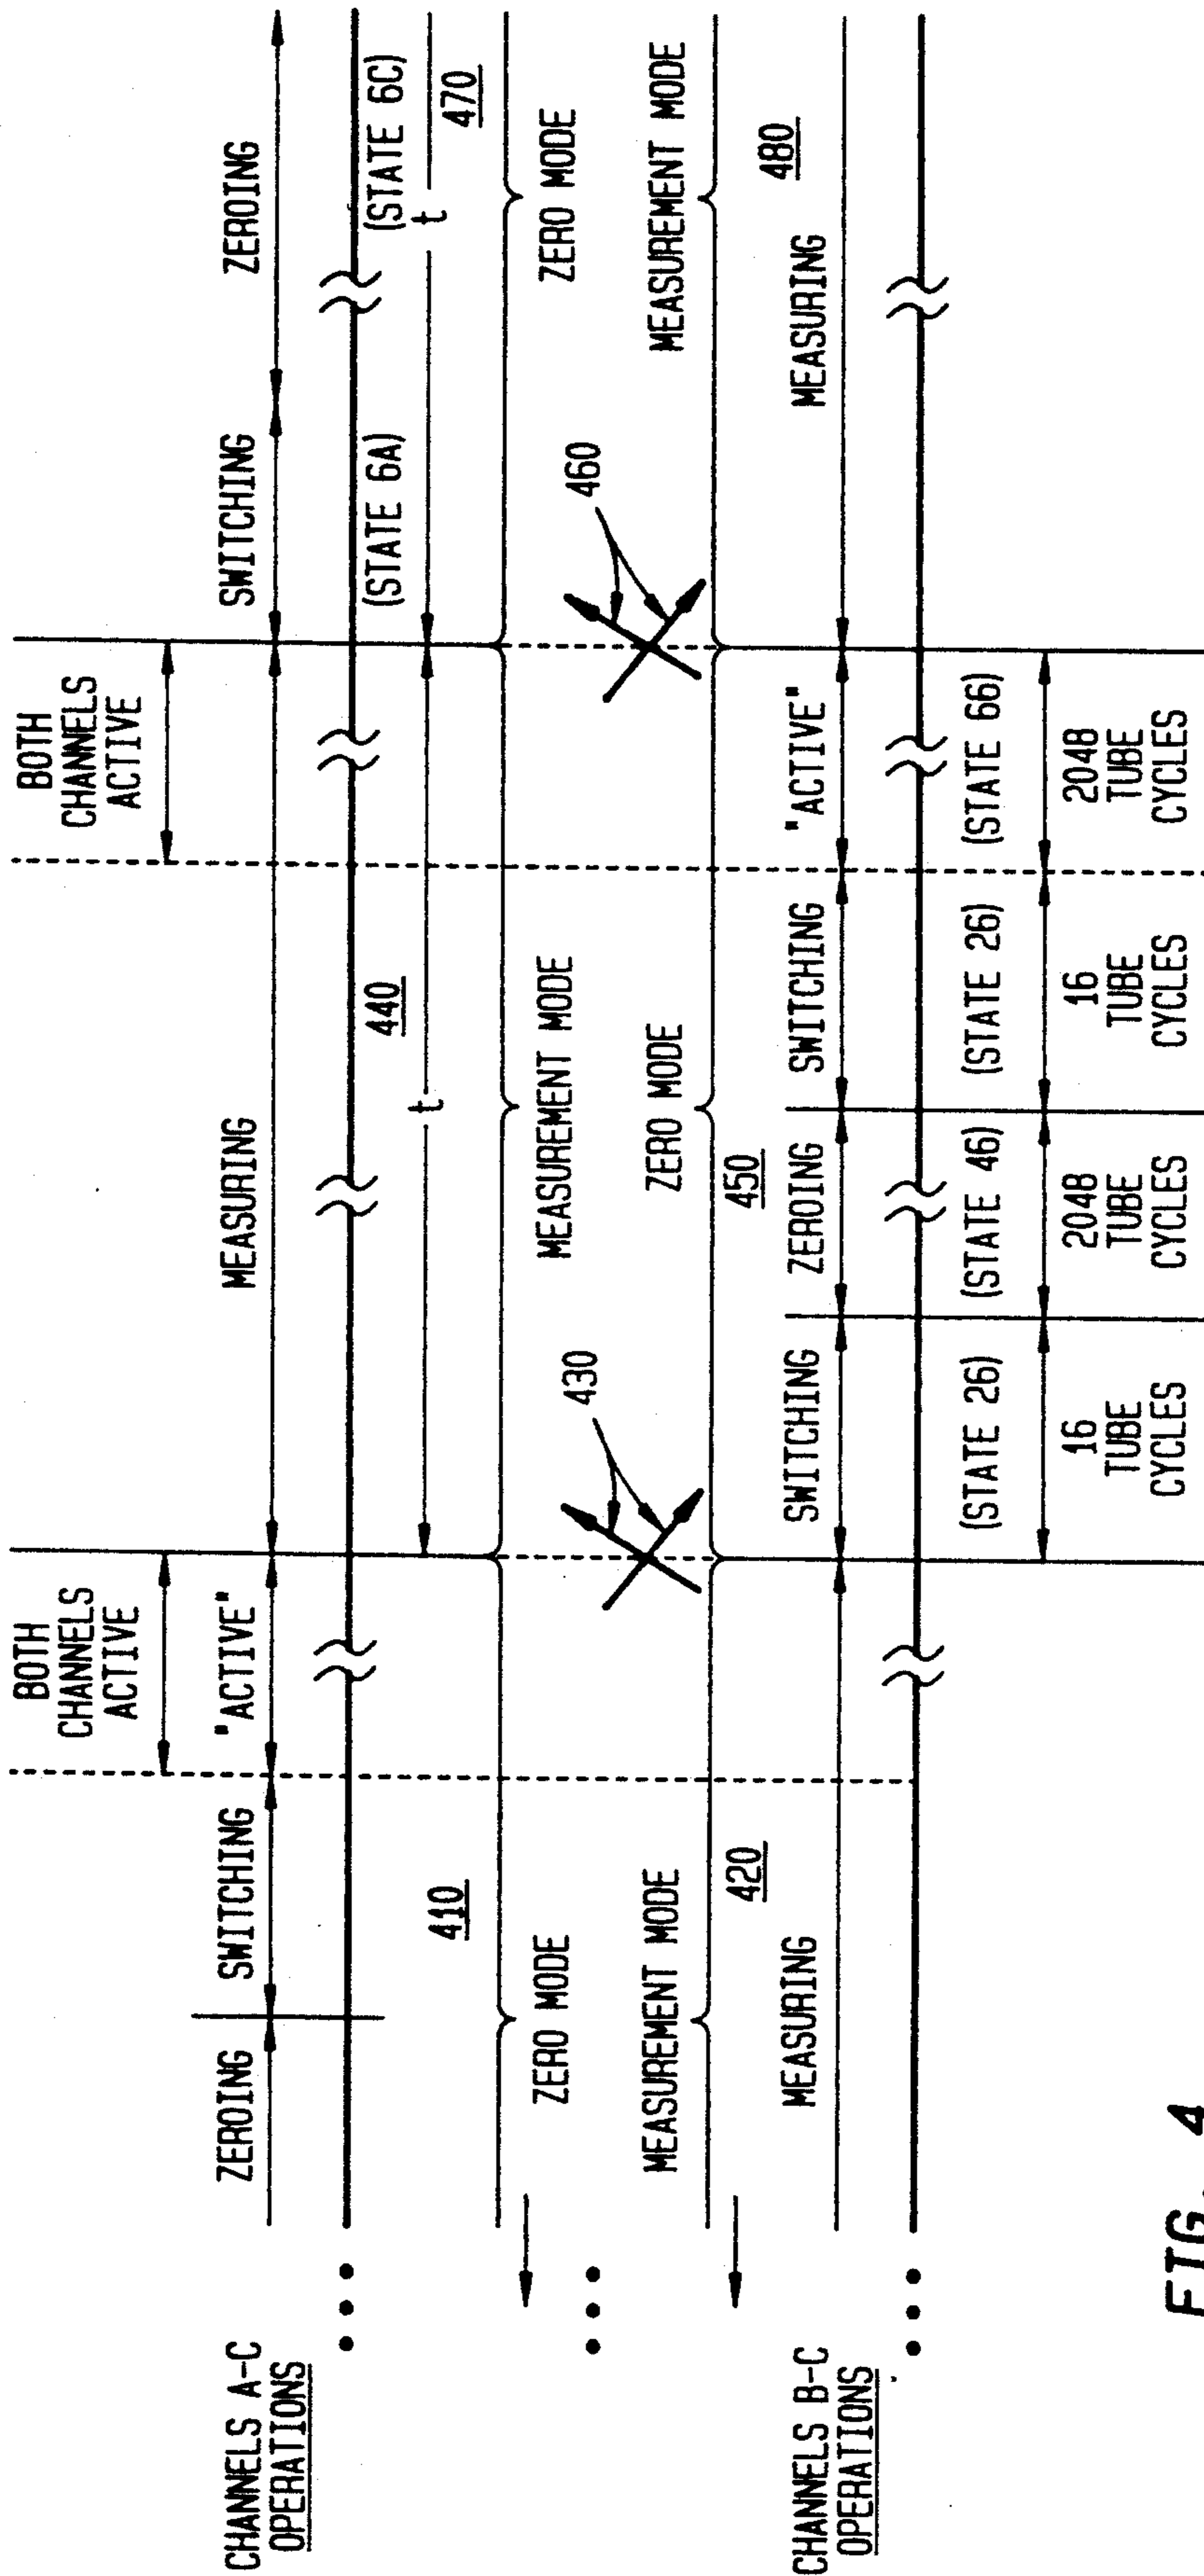 BOTH
CHANNELS
ACTIVE
BOTH
CHANNELS
ACTIVE
CHANNELS A-C
OPERATIONS
ZEROING
SWITCHING
"ACTIVE"
MEASURING
SWITCHING
ZEROING
440
(STATE 6A)
(STATE 6C)
t
t
470
410
ZERO MODE
MEASUREMENT MODE
ZERO MODE
430
460
MEASUREMENT MODE
ZERO MODE
MEASUREMENT MODE
420
450
480
CHANNELS B-C
OPERATIONS
MEASURING
SWITCHING
ZEROING
SWITCHING
"ACTIVE"
MEASURING
(STATE 26)
(STATE 46)
(STATE 26)
(STATE 66)
16
TUBE
CYCLES
2048
TUBE
CYCLES
16
TUBE
CYCLES
2048
TUBE
CYCLES
FIG. 4